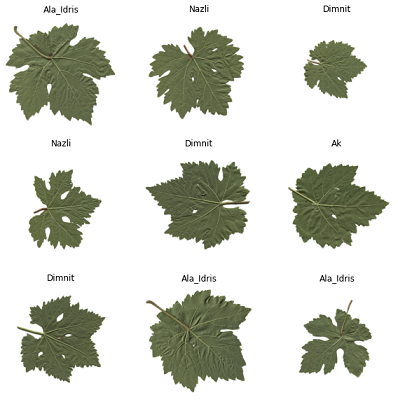 Ala_Idris
Nazli
Dimnit
Nazli
Dimnit
Ak
Dimnit
Ala_Idris
Ala_Idris